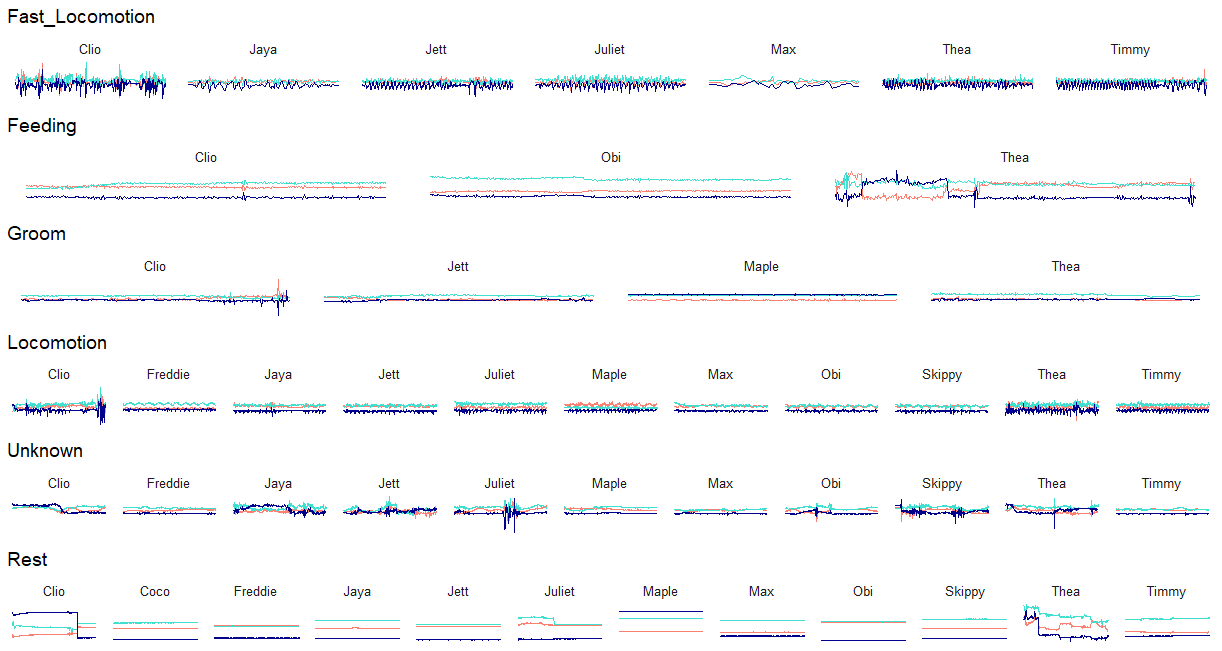 Fast_Locomotion
Clio Jaya Jett Juliet Max Thea Timmy
Feeding
Clio Obi Thea
Groom
Clio Jett Maple Thea
Locomotion
Clio Freddie Jaya Jett Juliet Maple Max Obi Skippy Thea Timmy
Unknown
Clio Freddie Jaya Jett Juliet Maple Max Obi Skippy Thea Timmy
Rest
Clio Coco Freddie Jaya Jett Juliet Maple Max Obi Skippy Thea Timmy